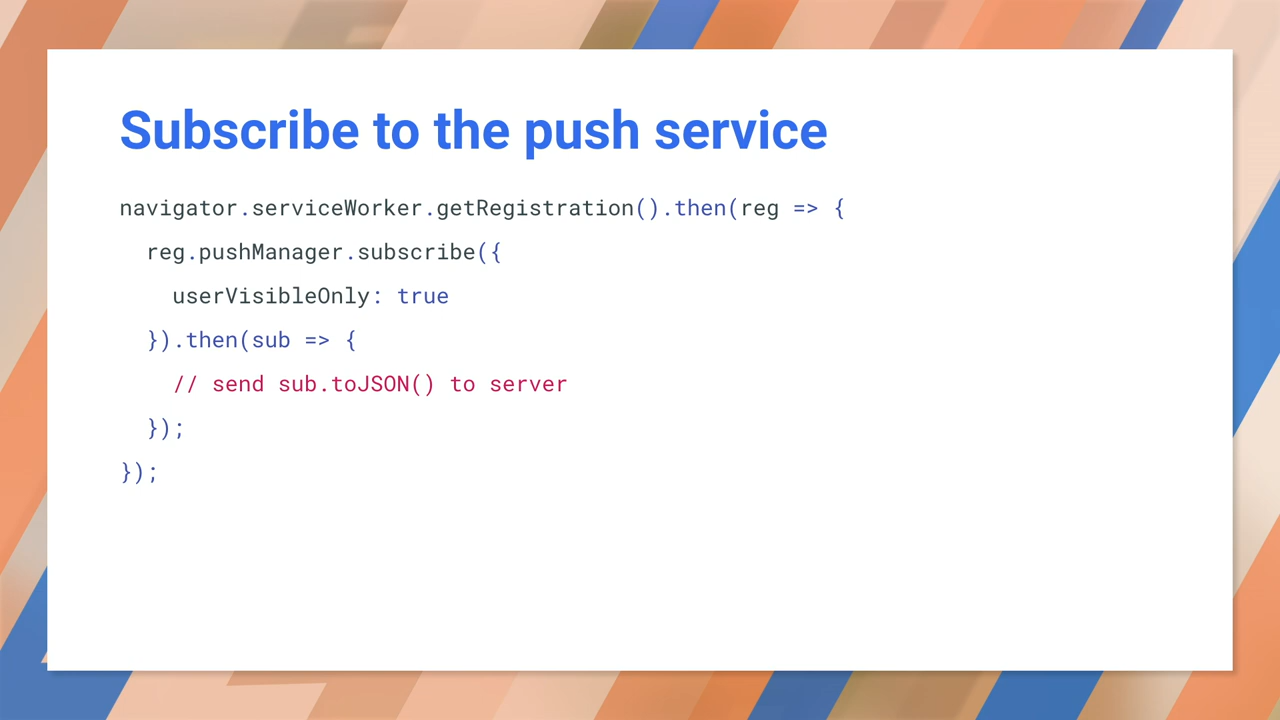 Subscribe to the push service
navigator.serviceWorker.getRegistration().then(reg => {
  reg.pushManager.subscribe({
    userVisibleOnly: true
  }).then(sub => {
    // send sub.toJSON() to server
  });
});